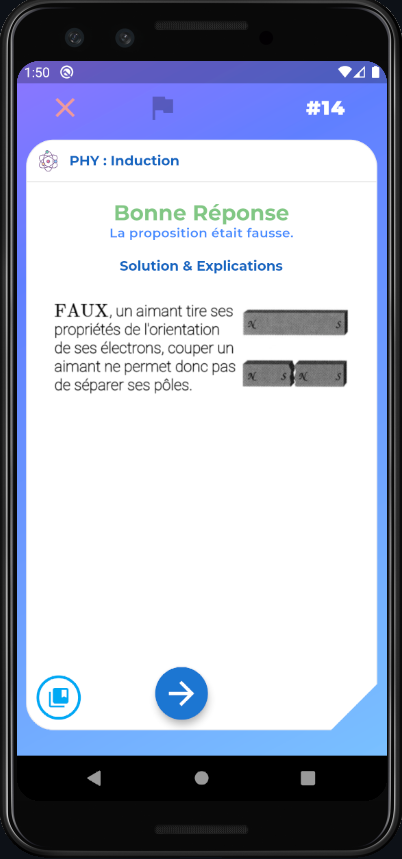 1:50
#14
PHY : Induction
Bonne Réponse
La proposition était fausse.
Solution & Explications
FAUX, un aimant tire ses
propriétés de l'orientation
de ses électrons, couper un
aimant ne permet donc pas
de séparer ses pôles.
N S
N S N S